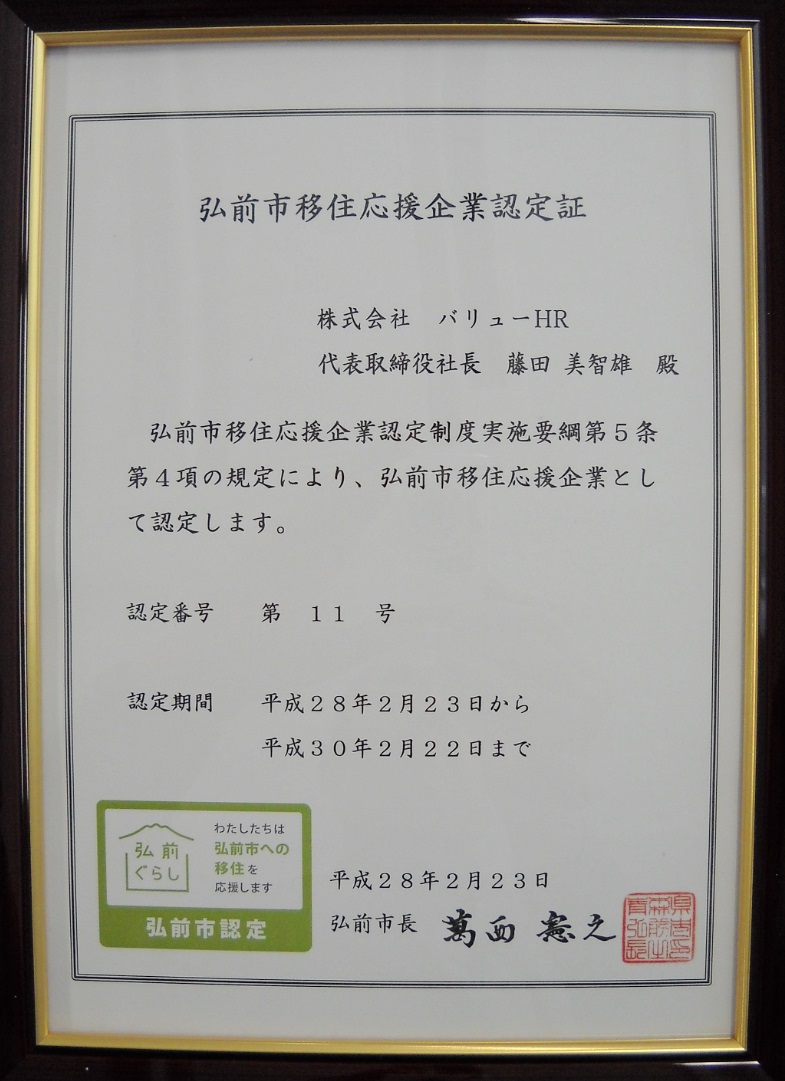 弘前市移住応援企業認定証
株式会社　バリューHR
代表取締役社長　藤田 美智雄　殿
弘前市移住応援企業認定制度実施要綱第５条
第４項の規定により、弘前市移住応援企業とし
て認定します。
認定番号　　第　１１　号
認定期間　　平成２８年２月２３日から
平成３０年２月２２日まで
弘前
ぐらし
わたしたちは
弘前市への
移住を
応援します
弘前市認定
平成２８年２月２３日
弘前市長　葛西 憲之